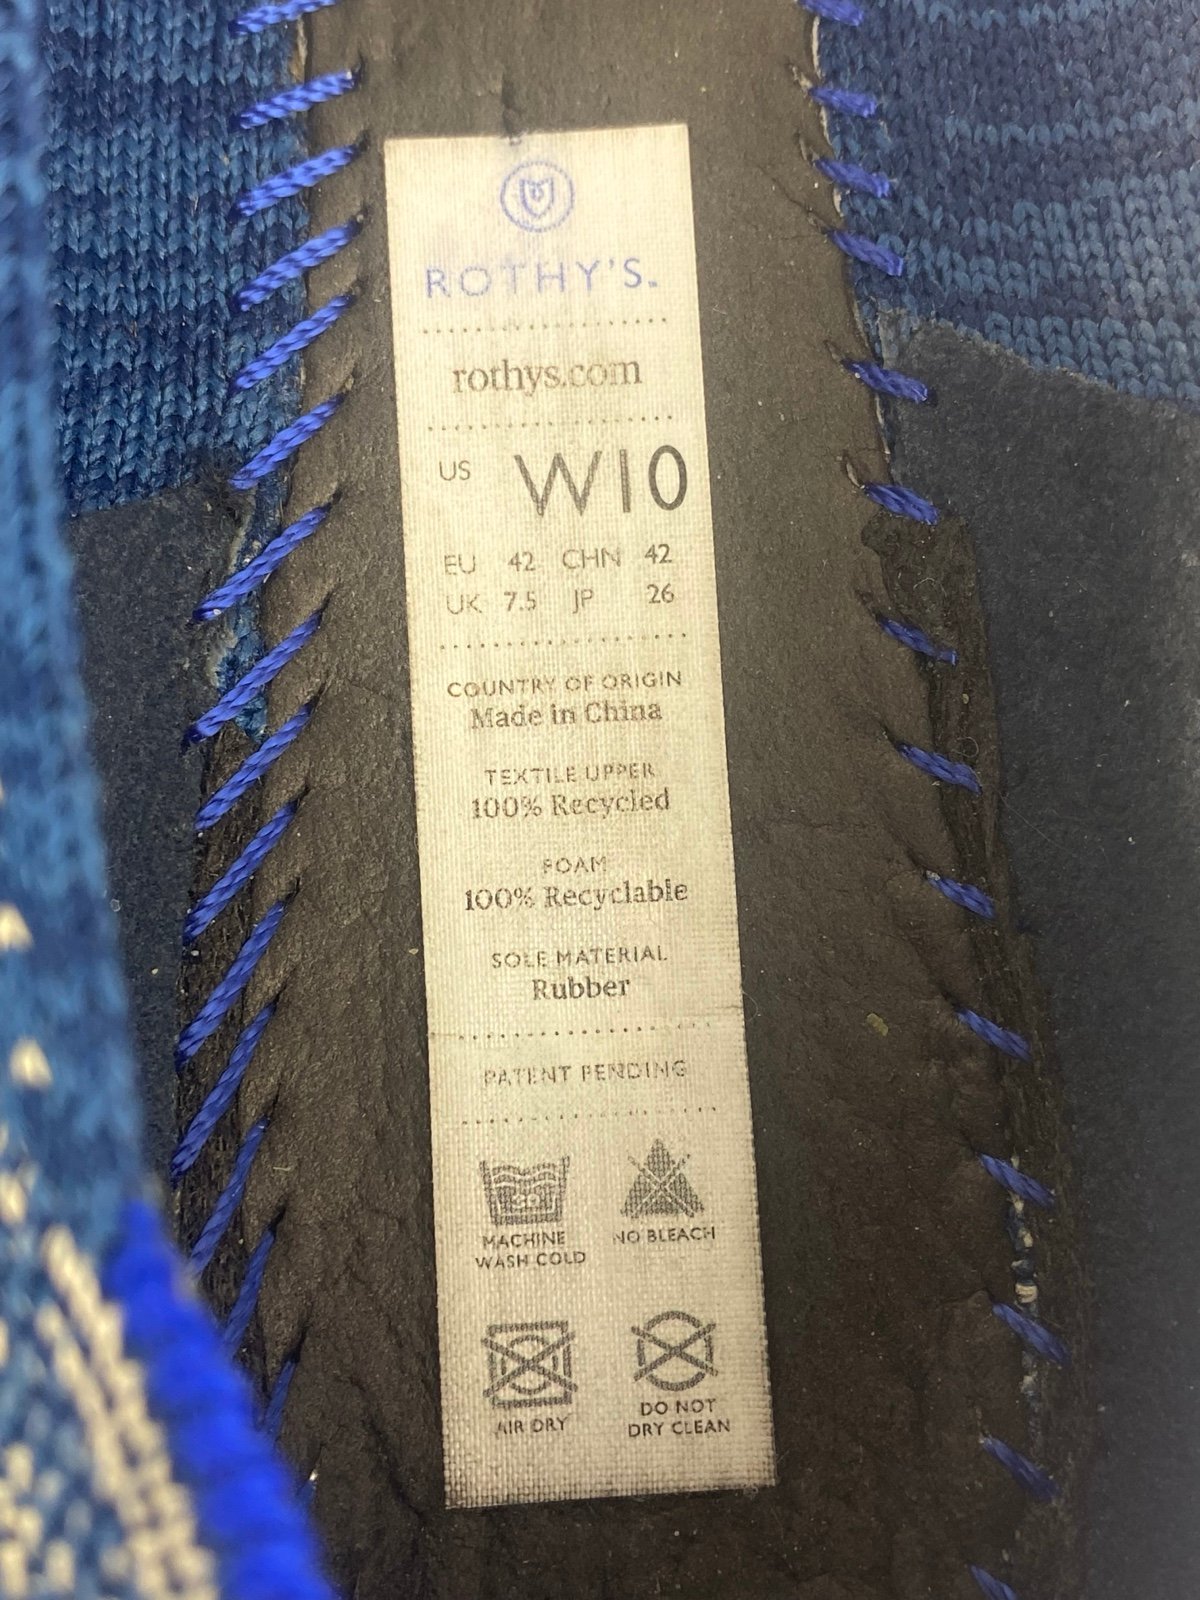 ROTHY'S.
rothys.com
US W10
EU 42 CHN 42
UK 7.5 JP 26
COUNTRY OF ORIGIN
Made in China
TEXTILE UPPER
100% Recycled
FOAM
100% Recyclable
SOLE MATERIAL
Rubber
PATENT PENDING
30
MACHINE
WASH COLD
NO BLEACH
AIR DRY
DO NOT
DRY CLEAN